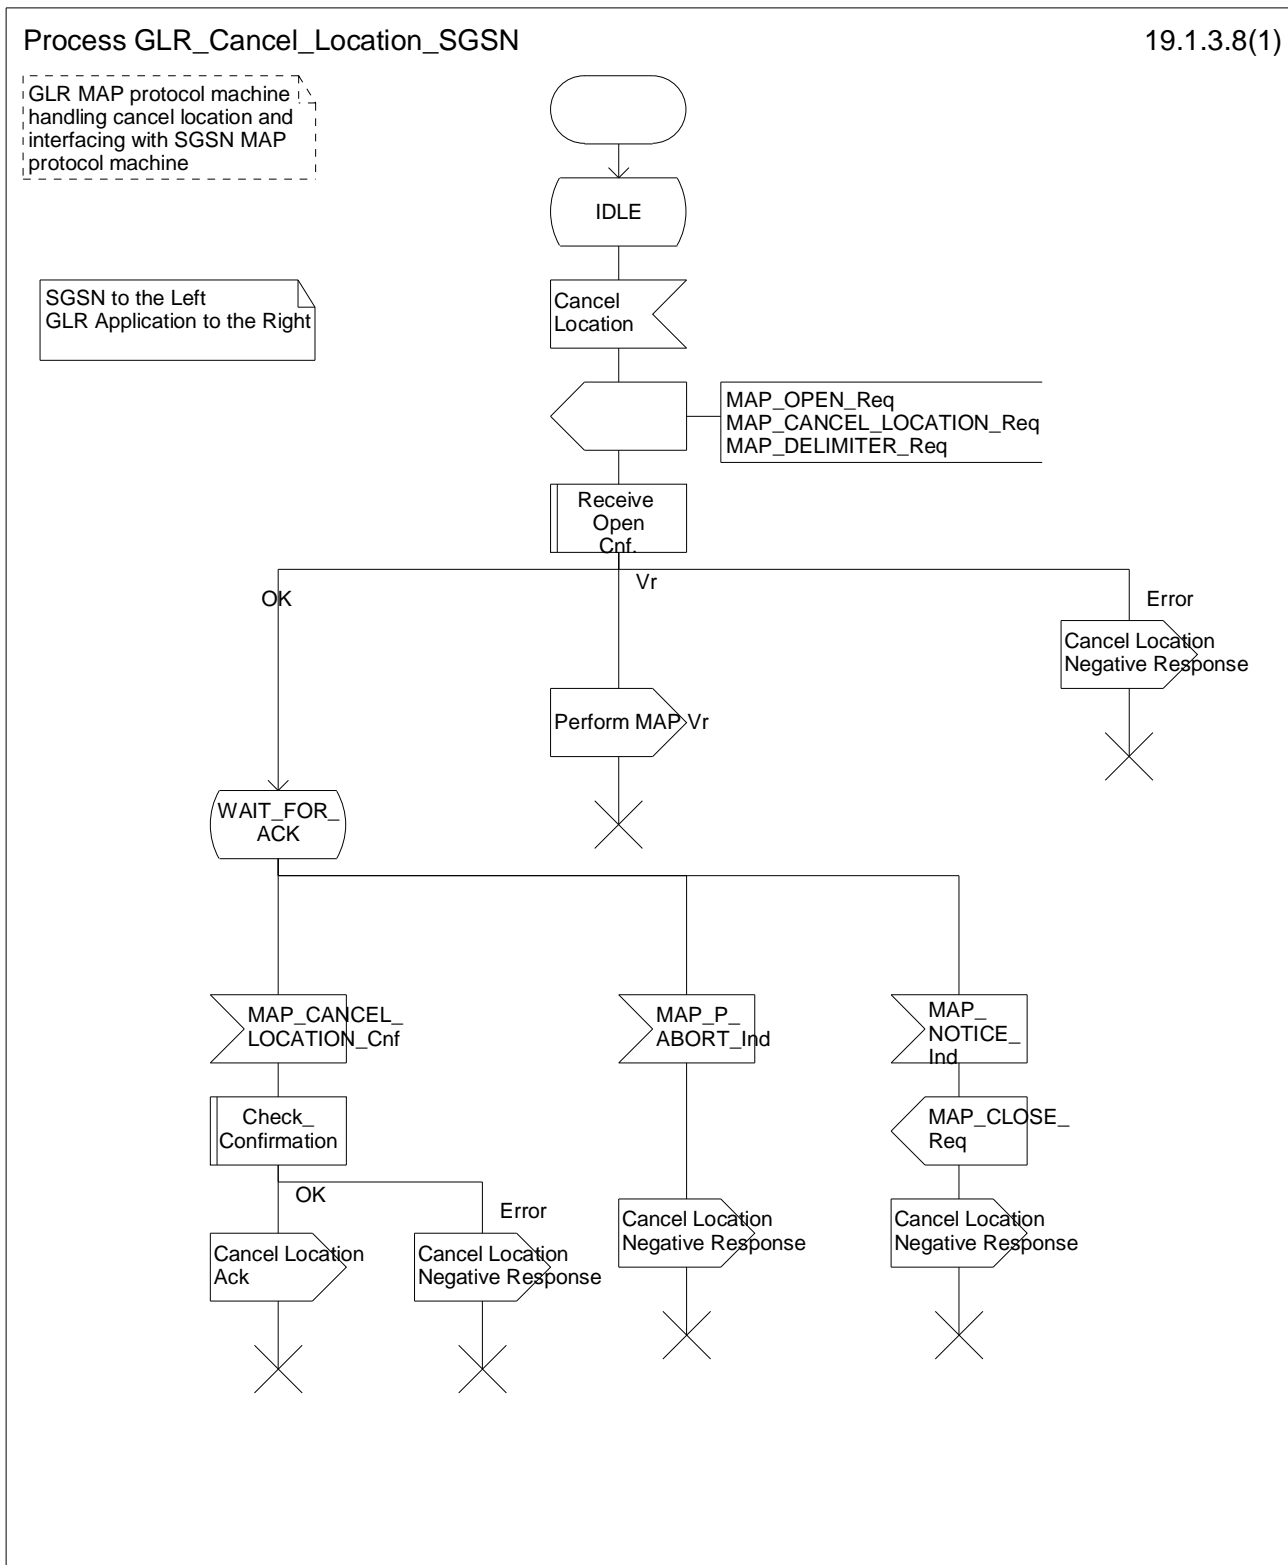 Process GLR_Cancel_Location_SGSN
19.1.3.8(1)
GLR MAP protocol machine
handling cancel location and
interfacing with SGSN MAP
protocol machine
IDLE
SGSN to the Left
GLR Application to the Right
Cancel
Location
MAP_OPEN_Req
MAP_CANCEL_LOCATION_Req
MAP_DELIMITER_Req
Receive
Open
Cnf.
OK
Vr
Error
Cancel Location
Negative Response
Perform MAP Vr
WAIT_FOR_
ACK
MAP_CANCEL_
LOCATION_Cnf
MAP_P_
ABORT_Ind
MAP_
NOTICE_
Ind
Check_
Confirmation
MAP_CLOSE_
Req
OK
Error
Cancel Location
Ack
Cancel Location
Negative Response
Cancel Location
Negative Response
Cancel Location
Negative Response